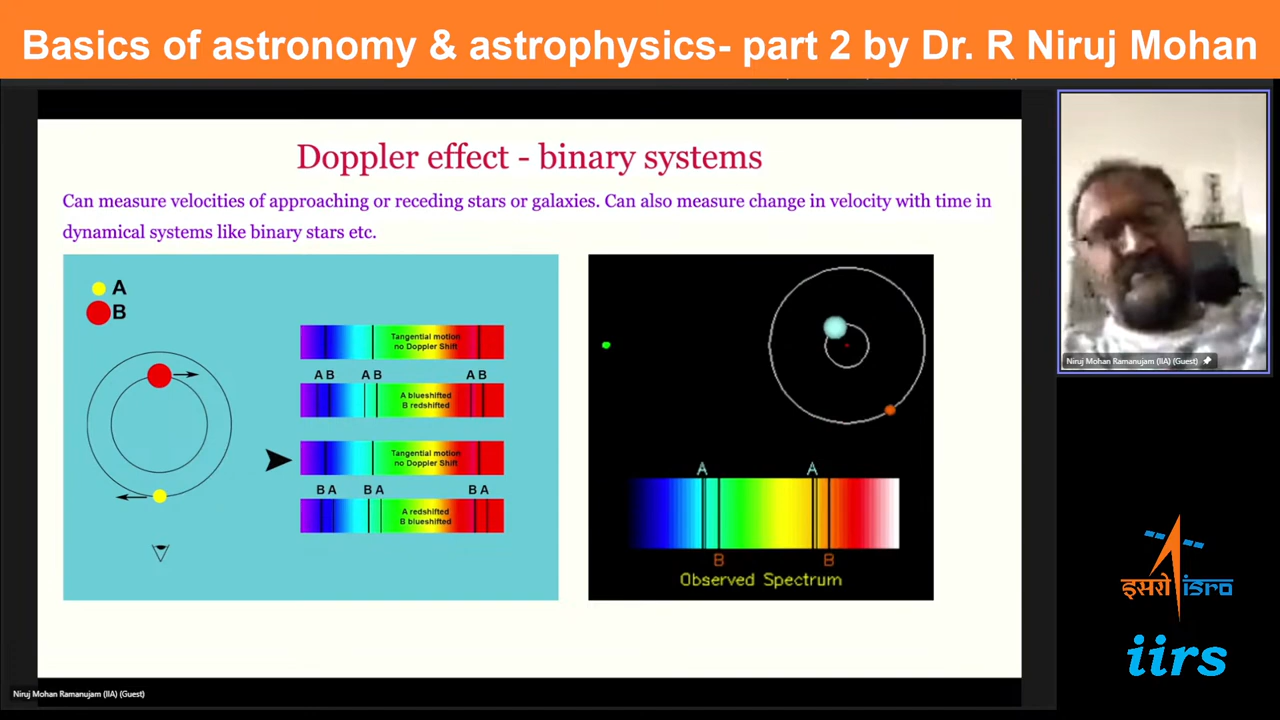 Basics of astronomy & astrophysics- part 2 by Dr. R Niruj Mohan
Doppler effect - binary systems
Can measure velocities of approaching or receding stars or galaxies. Can also measure change in velocity with time in
dynamical systems like binary stars etc.
A
B
Tangential motion
no Doppler Shift
A B A B A B
A blueshifted
B redshifted
Tangential motion
no Doppler Shift
B A B A B A
A redshifted
B blueshifted
A A
B B
Observed Spectrum
Niruj Mohan Ramanujam (IIA) (Guest)
इसरो isro
iirs
Niruj Mohan Ramanujam (IIA) (Guest)